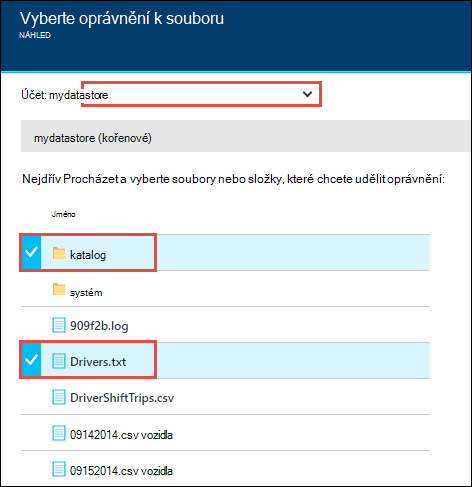 Vyberte oprávnění k souboru
NÁHLED
Účet: mydatastore
mydatastore (kořenové)
Nejdřív Procházet a vyberte soubory nebo složky, které chcete udělit oprávnění:
Jméno
katalog
systém
909f2b.log
Drivers.txt
DriverShiftTrips.csv
09142014.csv vozidla
09152014.csv vozidla